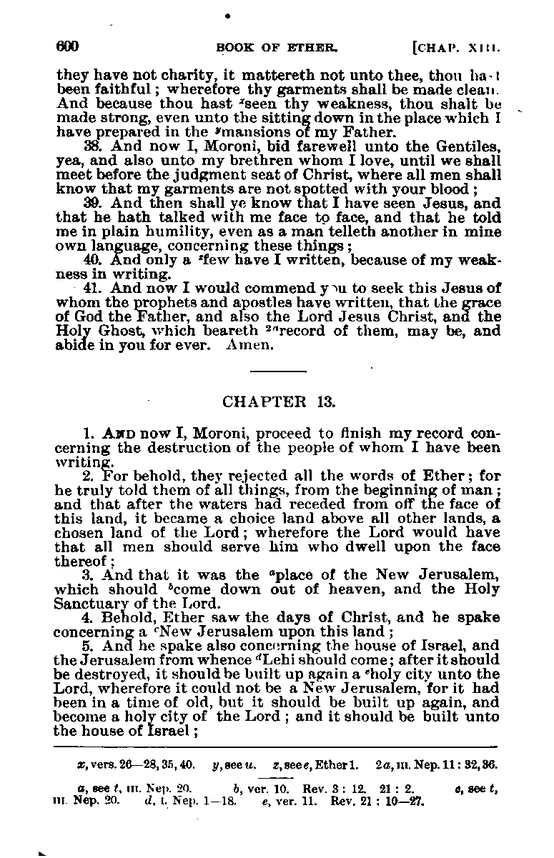 600 BOOK OF ETHER. [CHAP. XIII.
they have not charity, it mattereth not unto thee, thou hast
been faithful; wherefore thy garments shall be made clean.
And because thou hast ˣseen thy weakness, thou shalt be
made strong, even unto the sitting down in the place which I
have prepared in the ʸmansions of my Father.
38. And now I, Moroni, bid farewell unto the Gentiles,
yea, and also unto my brethren whom I love, until we shall
meet before the judgment seat of Christ, where all men shall
know that my garments are not spotted with your blood;
39. And then shall ye know that I have seen Jesus, and
that he hath talked with me face to face, and that he told
me in plain humility, even as a man telleth another in mine
own language, concerning these things;
40. And only a ᶻfew have I written, because of my weak-
ness in writing.
41. And now I would commend you to seek this Jesus of
whom the prophets and apostles have written, that the grace
of God the Father, and also the Lord Jesus Christ, and the
Holy Ghost, which beareth ²ᵃrecord of them, may be, and
abide in you for ever. Amen.
CHAPTER 13.
1. AND now I, Moroni, proceed to finish my record con-
cerning the destruction of the people of whom I have been
writing.
2. For behold, they rejected all the words of Ether; for
he truly told them of all things, from the beginning of man;
and that after the waters had receded from off the face of
this land, it became a choice land above all other lands, a
chosen land of the Lord; wherefore the Lord would have
that all men should serve him who dwell upon the face
thereof;
3. And that it was the ᵃplace of the New Jerusalem,
which should ᵇcome down out of heaven, and the Holy
Sanctuary of the Lord.
4. Behold, Ether saw the days of Christ, and he spake
concerning a ᶜNew Jerusalem upon this land;
5. And he spake also concerning the house of Israel, and
the Jerusalem from whence ᵈLehi should come; after it should
be destroyed, it should be built up again a ᵉholy city unto the
Lord, wherefore it could not be a New Jerusalem, for it had
been in a time of old, but it should be built up again, and
become a holy city of the Lord; and it should be built unto
the house of Israel;
x, vers. 26—28, 35, 40. y, see u. z, see e, Ether 1. 2a, III. Nep. 11 : 32, 36.
a, see t, III. Nep. 20. b, ver. 10. Rev. 3 : 12. 21 : 2. c, see t,
III. Nep. 20. d, I. Nep. 1—18. e, ver. 11. Rev. 21 : 10—27.